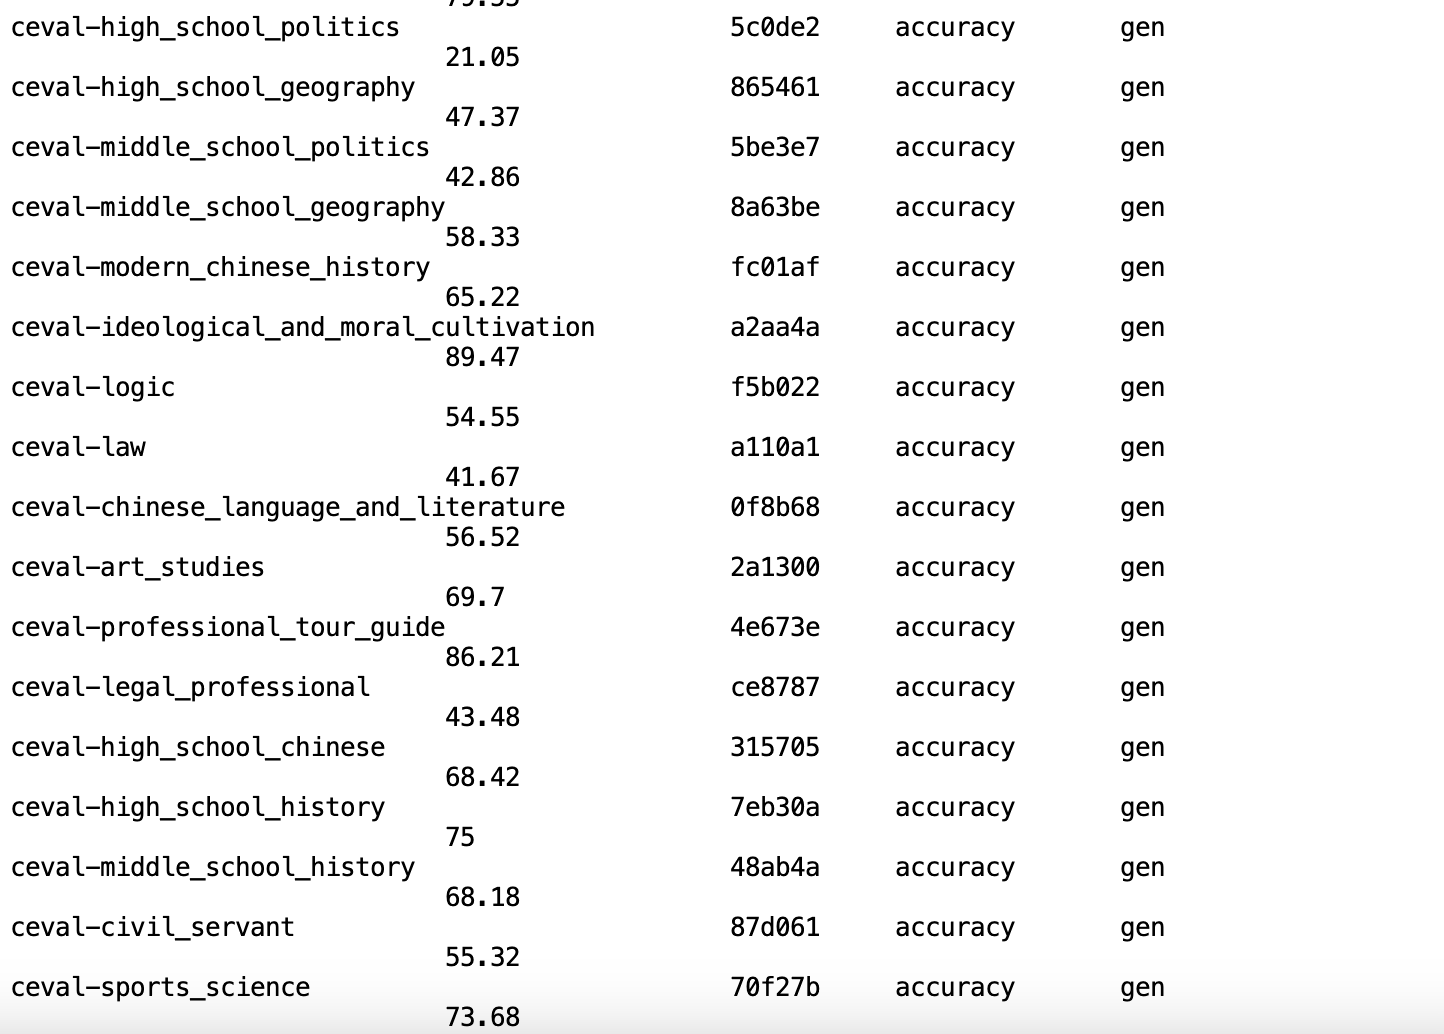 ceval-high_school_politics 5c0de2 accuracy gen
21.05
ceval-high_school_geography 865461 accuracy gen
47.37
ceval-middle_school_politics 5be3e7 accuracy gen
42.86
ceval-middle_school_geography 8a63be accuracy gen
58.33
ceval-modern_chinese_history fc01af accuracy gen
65.22
ceval-ideological_and_moral_cultivation a2aa4a accuracy gen
89.47
ceval-logic f5b022 accuracy gen
54.55
ceval-law a110a1 accuracy gen
41.67
ceval-chinese_language_and_literature 0f8b68 accuracy gen
56.52
ceval-art_studies 2a1300 accuracy gen
69.7
ceval-professional_tour_guide 4e673e accuracy gen
86.21
ceval-legal_professional ce8787 accuracy gen
43.48
ceval-high_school_chinese 315705 accuracy gen
68.42
ceval-high_school_history 7eb30a accuracy gen
75
ceval-middle_school_history 48ab4a accuracy gen
68.18
ceval-civil_servant 87d061 accuracy gen
55.32
ceval-sports_science 70f27b accuracy gen
73.68